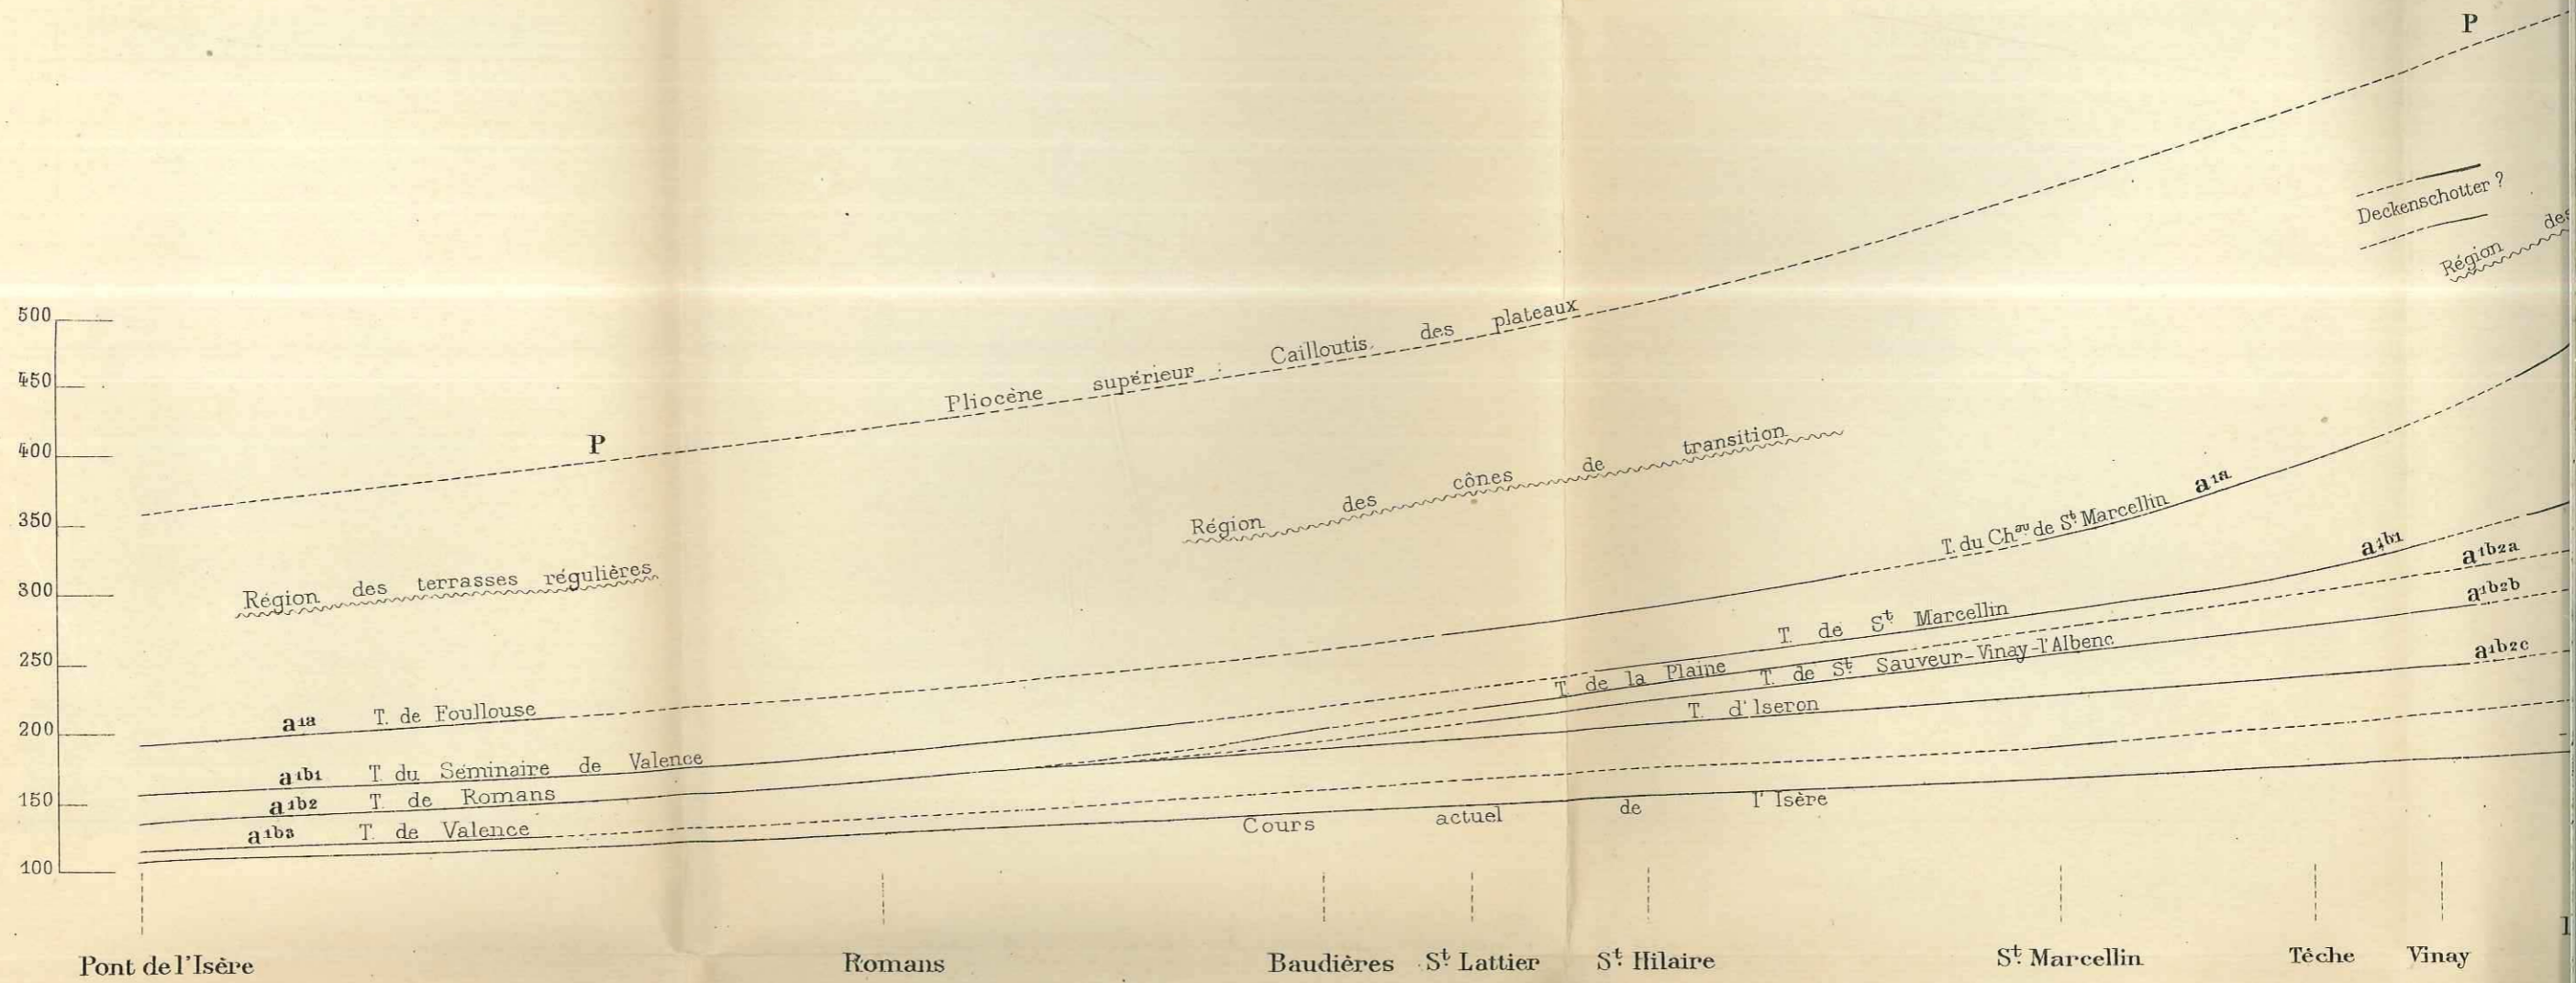 P
Deckenschotter ?
Région des
500
450
400
350
300
250
200
150
100
Pliocène supérieur : Cailloutis des plateaux
P
Région des cônes de transition
Région des terrasses régulières
T. du Chau de St. Marcellin a1a
a1b1
a1b2a
a1b2b
a1b2c
T. de St. Marcellin
T. de la Plaine
T. de St. Sauveur-Vinay-l'Albenc
T. d'Iseron
a1a T. de Foullouse
a1b1 T. du Séminaire de Valence
a1b2 T. de Romans
a1b3 T. de Valence
Cours actuel de l'Isère
Pont de l'Isère Romans Baudières St. Lattier St. Hilaire St. Marcellin Têche Vinay